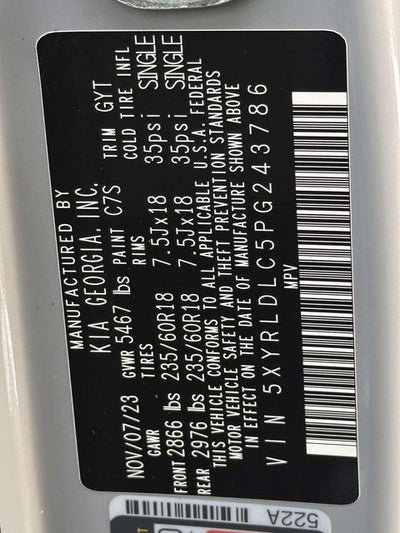 MANUFACTURED BY
KIA GEORGIA, INC.
NOV/07/23 GVWR 5467 lbs PAINT C7S TRIM GYT
GAWR TIRES RIMS COLD TIRE INFL
FRONT 2866 lbs 235/60R18 7.5Jx18 35psi SINGLE
REAR 2976 lbs 235/60R18 7.5Jx18 35psi SINGLE
THIS VEHICLE CONFORMS TO ALL APPLICABLE U.S.A. FEDERAL
MOTOR VEHICLE SAFETY AND THEFT PREVENTION STANDARDS
IN EFFECT ON THE DATE OF MANUFACTURE SHOWN ABOVE
VIN 5XYRLDLC5PG243786
MPV
522A